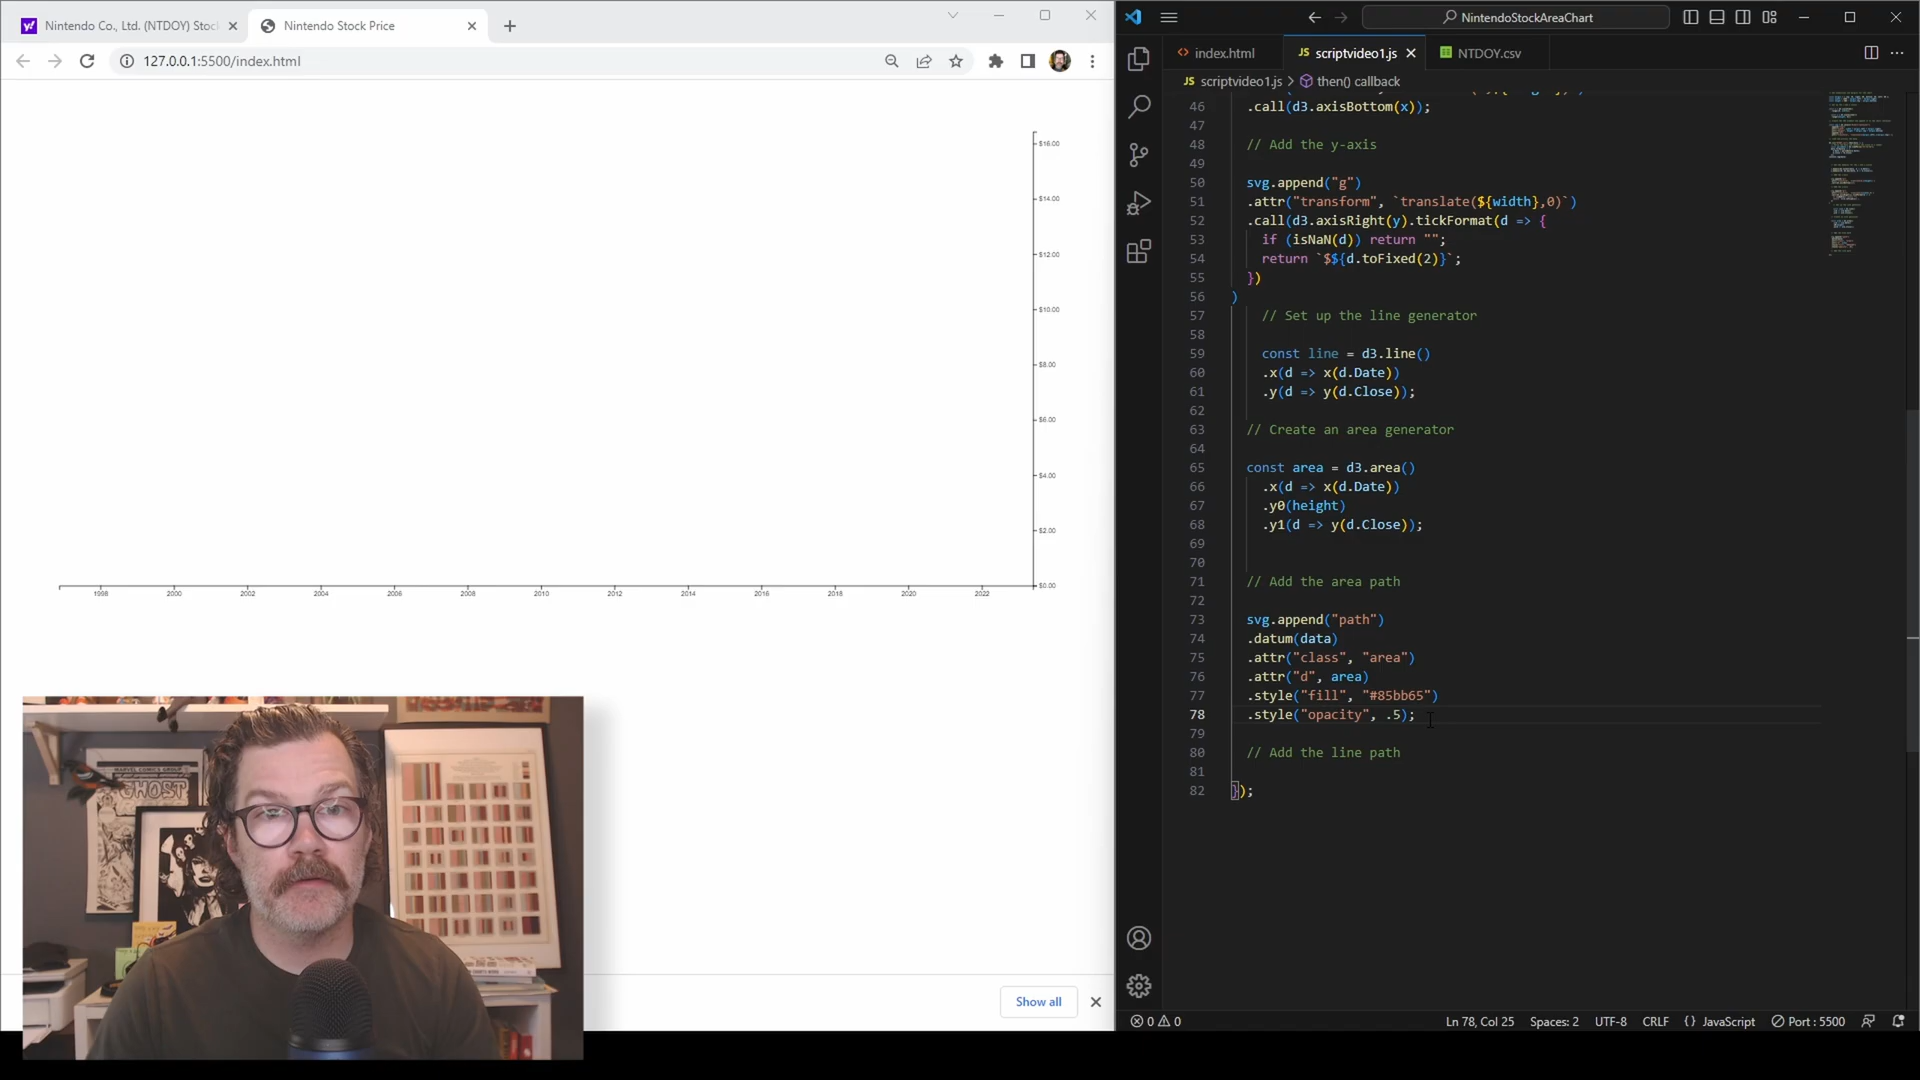 Nintendo Co., Ltd. (NTDOY) Stoc
Nintendo Stock Price
127.0.0.1:5500/index.html
$16.00
$14.00
$12.00
$10.00
$8.00
$6.00
$4.00
$2.00
$0.00
1998 2000 2002 2004 2006 2008 2010 2012 2014 2016 2018 2020 2022
GHOST
Show all
NintendoStockAreaChart
index.html
JS scriptvideo1.js
NTDOY.csv
JS scriptvideo1.js > then() callback
46 .call(d3.axisBottom(x));
47
48 // Add the y-axis
49
50 svg.append("g")
51 .attr("transform", `translate(${width},0)`)
52 .call(d3.axisRight(y).tickFormat(d => {
53 if (isNaN(d)) return "";
54 return `$${d.toFixed(2)}`;
55 })
56 )
57 // Set up the line generator
58
59 const line = d3.line()
60 .x(d => x(d.Date))
61 .y(d => y(d.Close));
62
63 // Create an area generator
64
65 const area = d3.area()
66 .x(d => x(d.Date))
67 .y0(height)
68 .y1(d => y(d.Close));
69
70
71 // Add the area path
72
73 svg.append("path")
74 .datum(data)
75 .attr("class", "area")
76 .attr("d", area)
77 .style("fill", "#85bb65")
78 .style("opacity", .5);
79
80 // Add the line path
81
82 });
0 0
Ln 78, Col 25 Spaces: 2 UTF-8 CRLF {} JavaScript Port : 5500